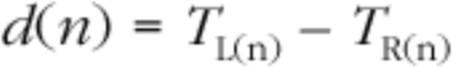 d(n) = T_L(n) − T_R(n)